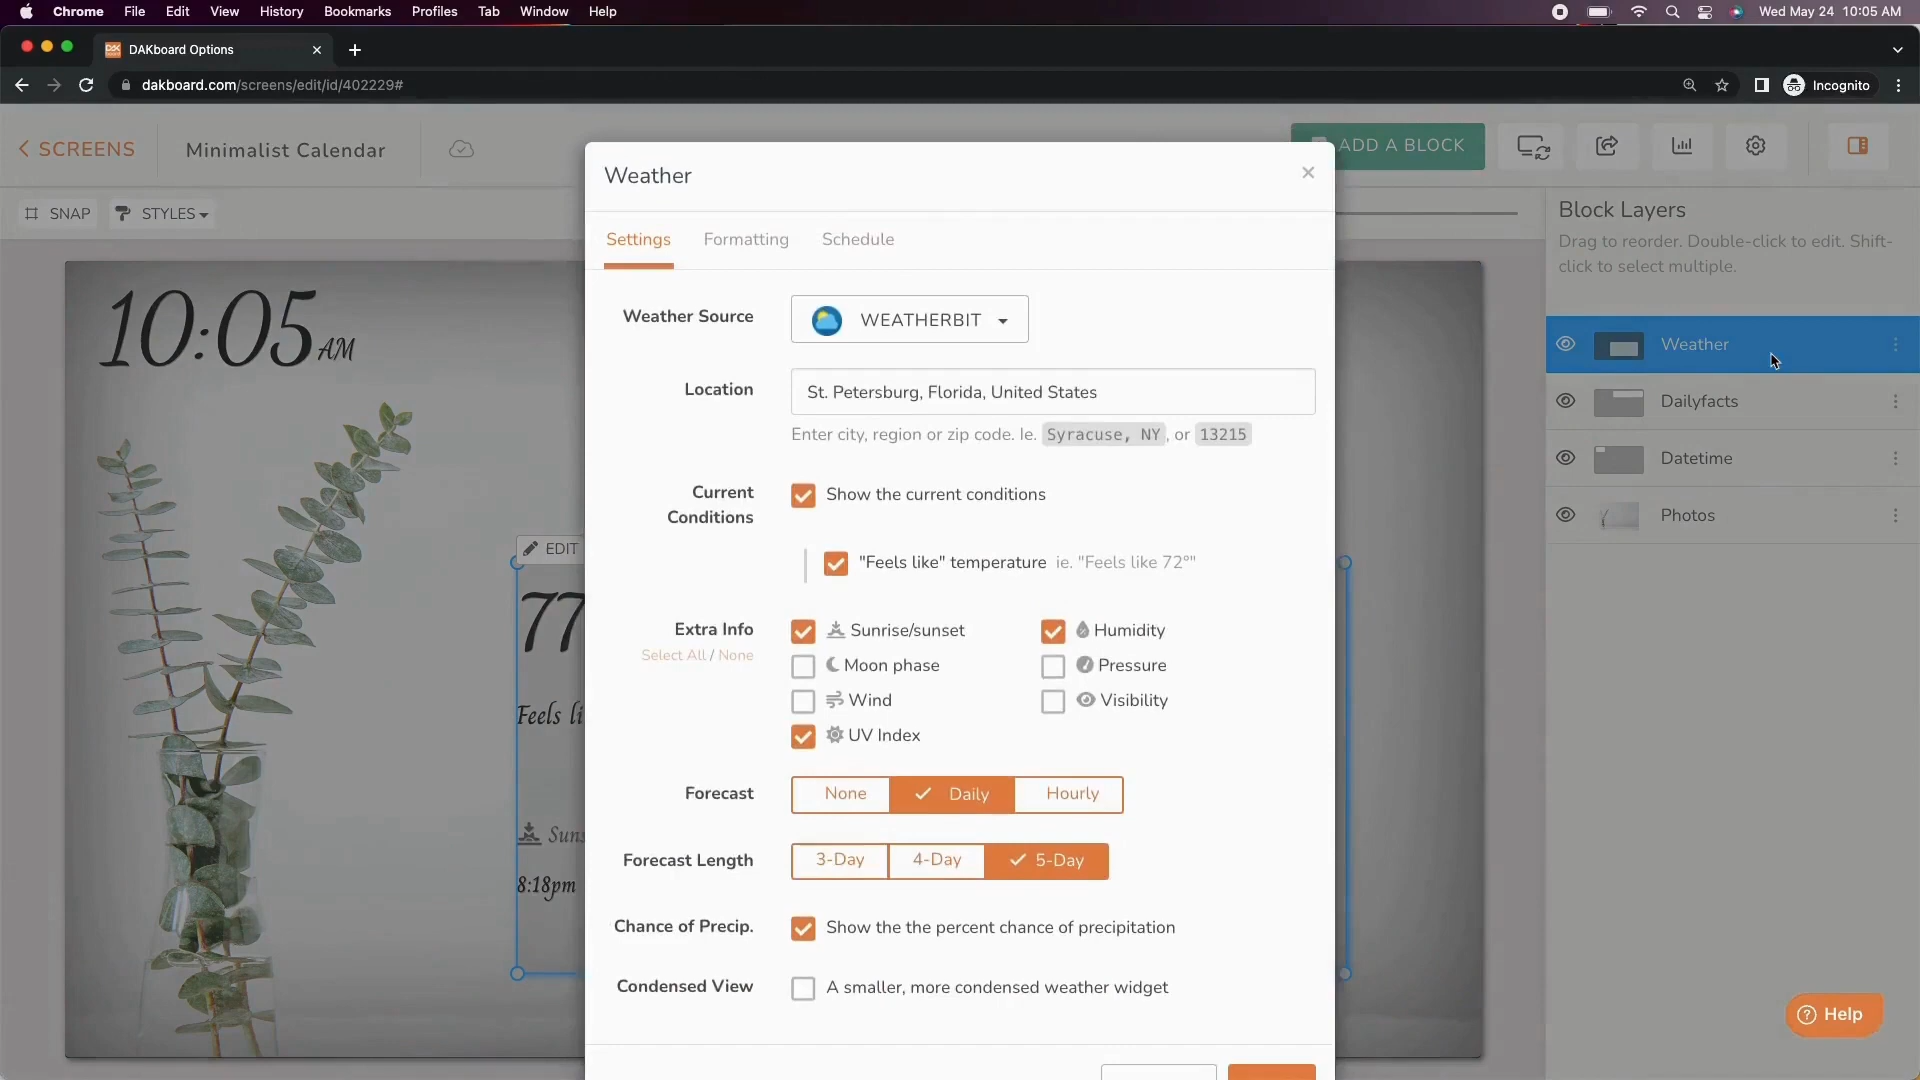 Chrome File Edit View History Bookmarks Profiles Tab Window Help Wed May 24 10:05 AM
DAKboard Options
dakboard.com/screens/edit/id/402229#
Incognito
SCREENS
Minimalist Calendar
ADD A BLOCK
SNAP
STYLES
10:05 AM
EDIT
77
Feels li
8:18pm
Weather
Settings Formatting Schedule
Weather Source
WEATHERBIT
Location
St. Petersburg, Florida, United States
Enter city, region or zip code. Ie. Syracuse, NY, or 13215
Current
Conditions
Show the current conditions
"Feels like" temperature ie. "Feels like 72°"
Extra Info
Select All / None
Sunrise/sunset
Humidity
Moon phase
Pressure
Wind
Visibility
UV Index
Forecast
None Daily Hourly
Forecast Length
3-Day 4-Day 5-Day
Chance of Precip.
Show the the percent chance of precipitation
Condensed View
A smaller, more condensed weather widget
Block Layers
Drag to reorder. Double-click to edit. Shift-
click to select multiple.
Weather
Dailyfacts
Datetime
Photos
Help